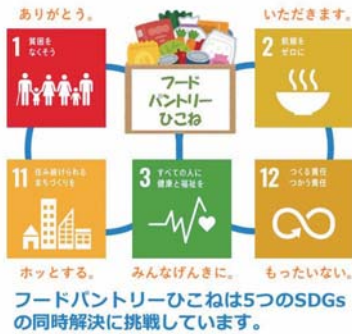 ありがとう。
いただきます。
1 貧困を
なくそう
フード
パントリー
ひこね
2 飢餓を
ゼロに
11 住み続けられる
まちづくりを
3 すべての人に
健康と福祉を
12 つくる責任
つかう責任
ホッとする。
みんなげんきに。
もったいない。
フードパントリーひこねは5つのSDGs
の同時解決に挑戦しています。